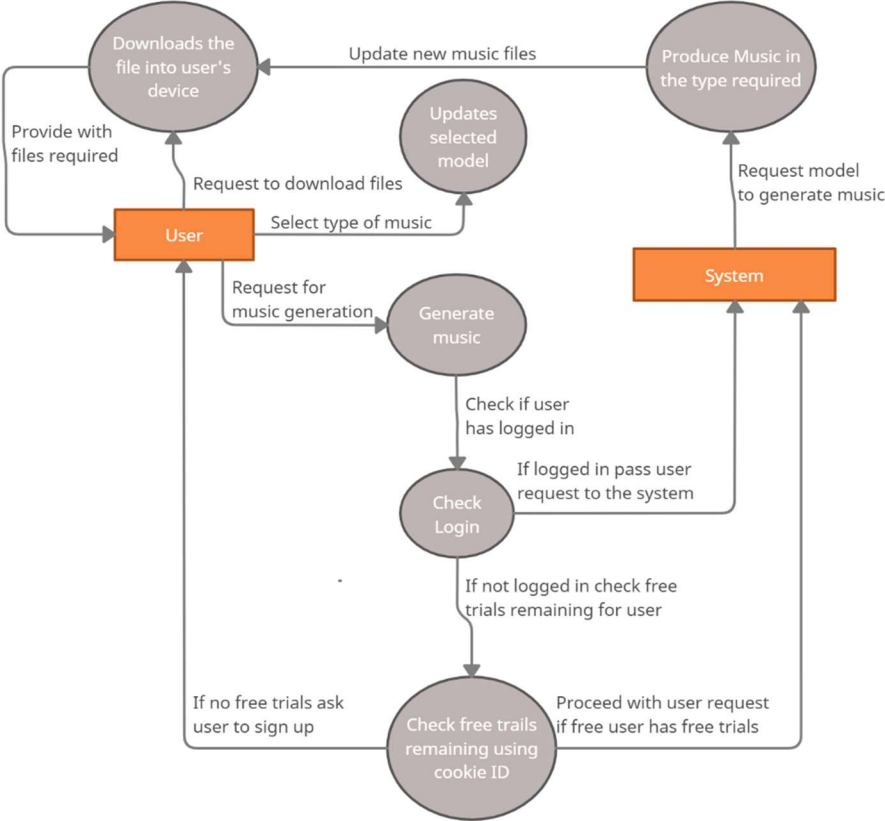 Downloads the
file into user's
device
Update new music files
Produce Music in
the type required
Updates
selected
model
Provide with
files required
Request to download files
Request model
to generate music
User
Select type of music
System
Request for
music generation
Generate
music
Check if user
has logged in
If logged in pass user
request to the system
Check
Login
If not logged in check free
trials remaining for user
If no free trials ask
user to sign up
Check free trails
remaining using
cookie ID
Proceed with user request
if free user has free trials